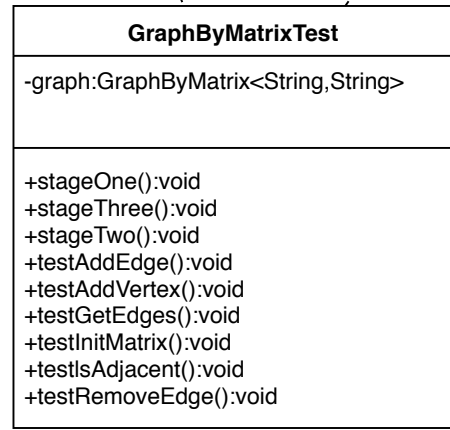 GraphByMatrixTest
-graph:GraphByMatrix<String,String>
+stageOne():void
+stageThree():void
+stageTwo():void
+testAddEdge():void
+testAddVertex():void
+testGetEdges():void
+testInitMatrix():void
+testIsAdjacent():void
+testRemoveEdge():void